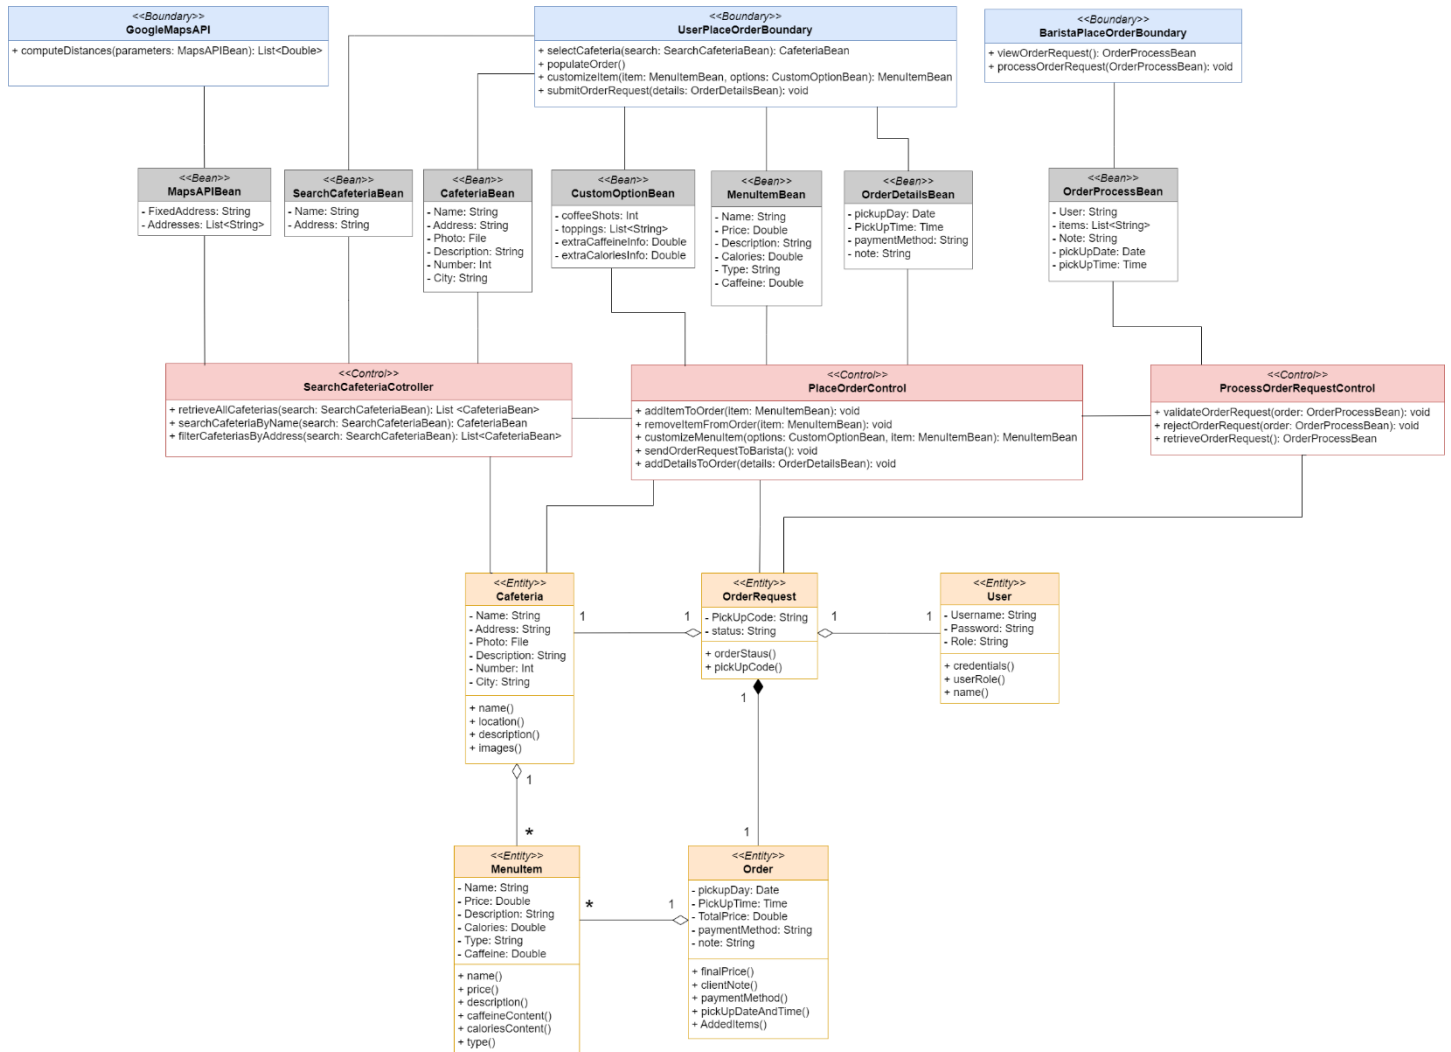 <<Boundary>>
GoogleMapsAPI
+ computeDistances(parameters: MapsAPIBean): List<Double>
<<Boundary>>
UserPlaceOrderBoundary
+ selectCafeteria(search: SearchCafeteriaBean): CafeteriaBean
+ populateOrder()
+ customizeItem(item: MenuItemBean, options: CustomOptionBean): MenuItemBean
+ submitOrderRequest(details: OrderDetailsBean): void
<<Boundary>>
BaristaPlaceOrderBoundary
+ viewOrderRequest(): OrderProcessBean
+ processOrderRequest(OrderProcessBean): void
<<Bean>>
MapsAPIBean
- FixedAddress: String
- Addresses: List<String>
<<Bean>>
SearchCafeteriaBean
- Name: String
- Address: String
<<Bean>>
CafeteriaBean
- Name: String
- Address: String
- Photo: File
- Description: String
- Number: Int
- City: String
<<Bean>>
CustomOptionBean
- coffeeShots: Int
- toppings: List<String>
- extraCaffeineInfo: Double
- extraCaloriesInfo: Double
<<Bean>>
MenuItemBean
- Name: String
- Price: Double
- Description: String
- Calories: Double
- Type: String
- Caffeine: Double
<<Bean>>
OrderDetailsBean
- pickupDay: Date
- PickUpTime: Time
- paymentMethod: String
- note: String
<<Bean>>
OrderProcessBean
- User: String
- items: List<String>
- Note: String
- pickUpDate: Date
- pickUpTime: Time
<<Control>>
SearchCafeteriaCotroller
+ retrieveAllCafeterias(search: SearchCafeteriaBean): List <CafeteriaBean>
+ searchCafeteriaByName(search: SearchCafeteriaBean): CafeteriaBean
+ filterCafeteriasByAddress(search: SearchCafeteriaBean): List<CafeteriaBean>
<<Control>>
PlaceOrderControl
+ addItemToOrder(item: MenuItemBean): void
+ removeItemFromOrder(item: MenuItemBean): void
+ customizeMenuItem(options: CustomOptionBean, item: MenuItemBean): MenuItemBean
+ sendOrderRequestToBarista(): void
+ addDetailsToOrder(details: OrderDetailsBean): void
<<Control>>
ProcessOrderRequestControl
+ validateOrderRequest(order: OrderProcessBean): void
+ rejectOrderRequest(order: OrderProcessBean): void
+ retrieveOrderRequest(): OrderProcessBean
<<Entity>>
Cafeteria
- Name: String
- Address: String
- Photo: File
- Description: String
- Number: Int
- City: String
+ name()
+ location()
+ description()
+ images()
1
1
<<Entity>>
OrderRequest
- PickUpCode: String
- status: String
+ orderStaus()
+ pickUpCode()
1
1
<<Entity>>
User
- Username: String
- Password: String
- Role: String
+ credentials()
+ userRole()
+ name()
1
*
1
1
<<Entity>>
MenuItem
- Name: String
- Price: Double
- Description: String
- Calories: Double
- Type: String
- Caffeine: Double
+ name()
+ price()
+ description()
+ caffeineContent()
+ caloriesContent()
+ type()
*
1
<<Entity>>
Order
- pickupDay: Date
- PickUpTime: Time
- TotalPrice: Double
- paymentMethod: String
- note: String
+ finalPrice()
+ clientNote()
+ paymentMethod()
+ pickUpDateAndTime()
+ AddedItems()